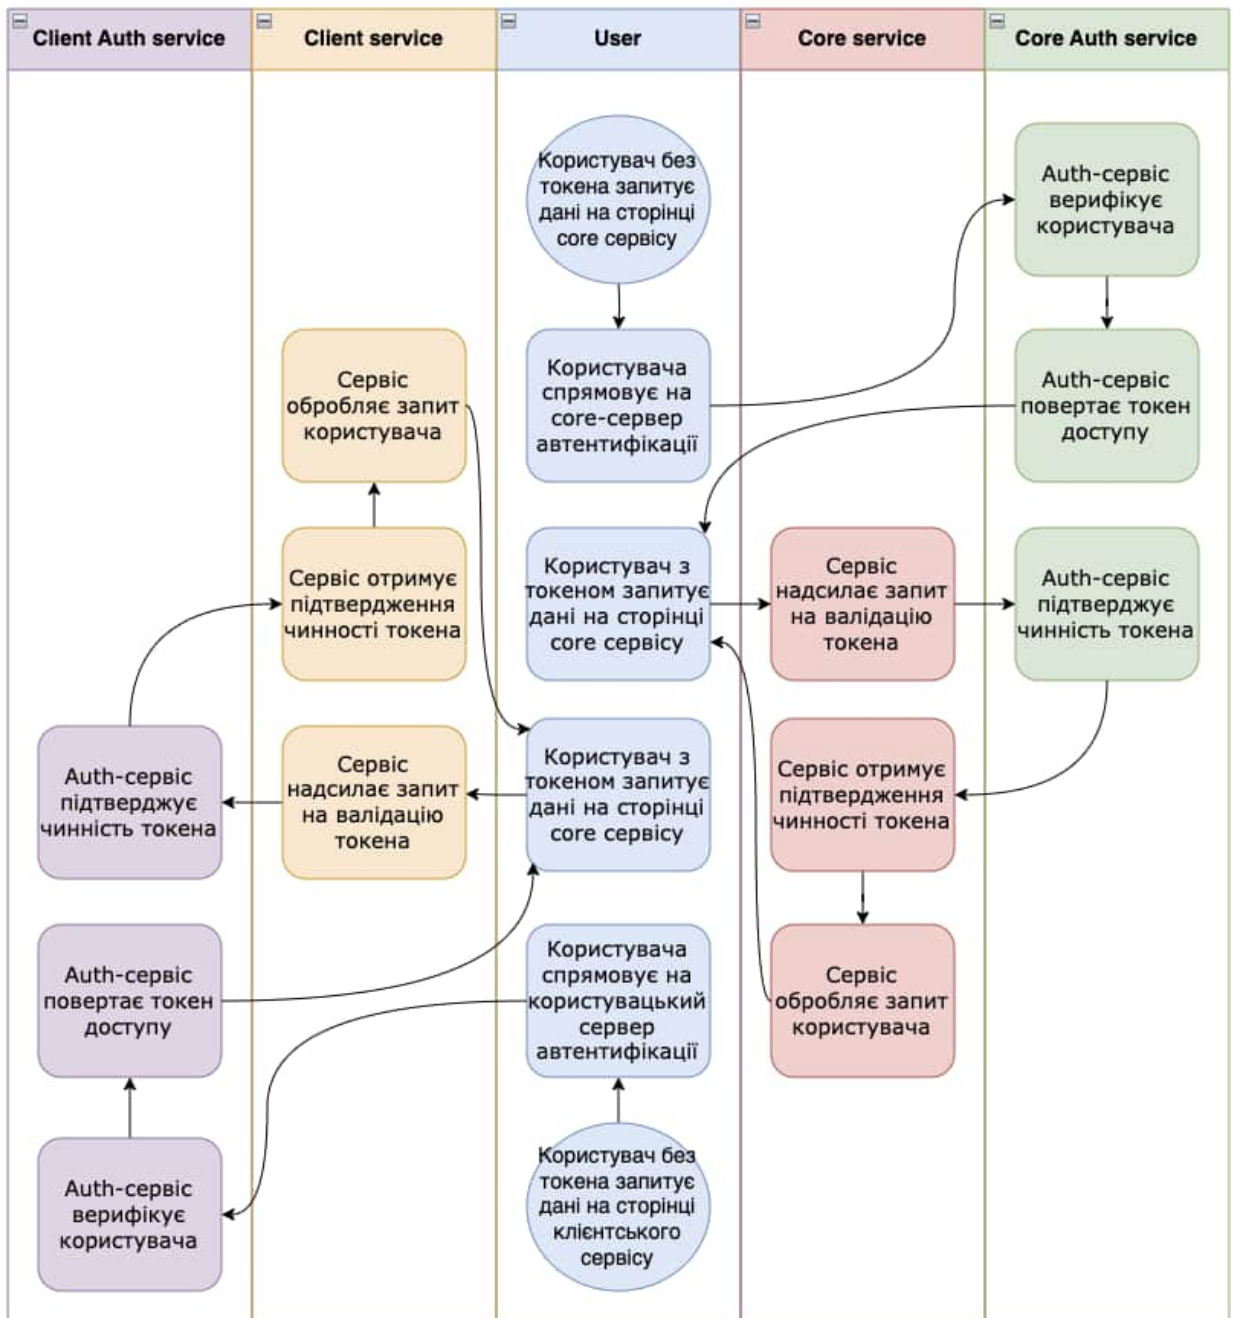 Client Auth service
Client service
User
Core service
Core Auth service
Користувач без
токена запитує
дані на сторінці
core сервісу
Auth-сервіс
верифікує
користувача
Сервіс
обробляє запит
користувача
Користувача
спрямовує на
core-сервер
автентифікації
Auth-сервіс
повертає токен
доступу
Сервіс отримує
підтвердження
чинності токена
Користувач з
токеном запитує
дані на сторінці
core сервісу
Сервіс
надсилає запит
на валідацію
токена
Auth-сервіс
підтверджує
чинність токена
Auth-сервіс
підтверджує
чинність токена
Сервіс
надсилає запит
на валідацію
токена
Користувач з
токеном запитує
дані на сторінці
core сервісу
Сервіс отримує
підтвердження
чинності токена
Auth-сервіс
повертає токен
доступу
Користувача
спрямовує на
користувацький
сервер
автентифікації
Сервіс
обробляє запит
користувача
Auth-сервіс
верифікує
користувача
Користувач без
токена запитує
дані на сторінці
клієнтського
сервісу